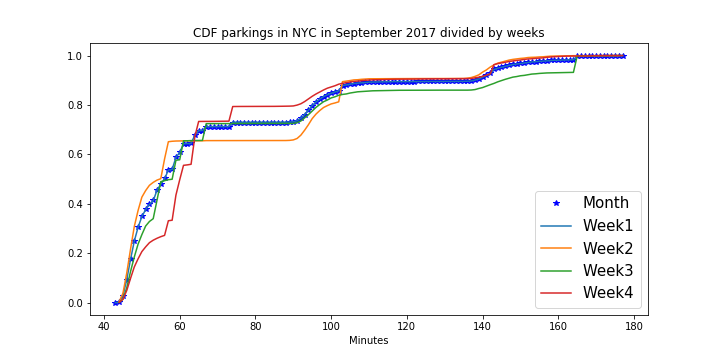 CDF parkings in NYC in September 2017 divided by weeks
1.0
0.8
0.6
0.4
0.2
0.0
40 60 80 100 120 140 160 180
Minutes
Month
Week1
Week2
Week3
Week4